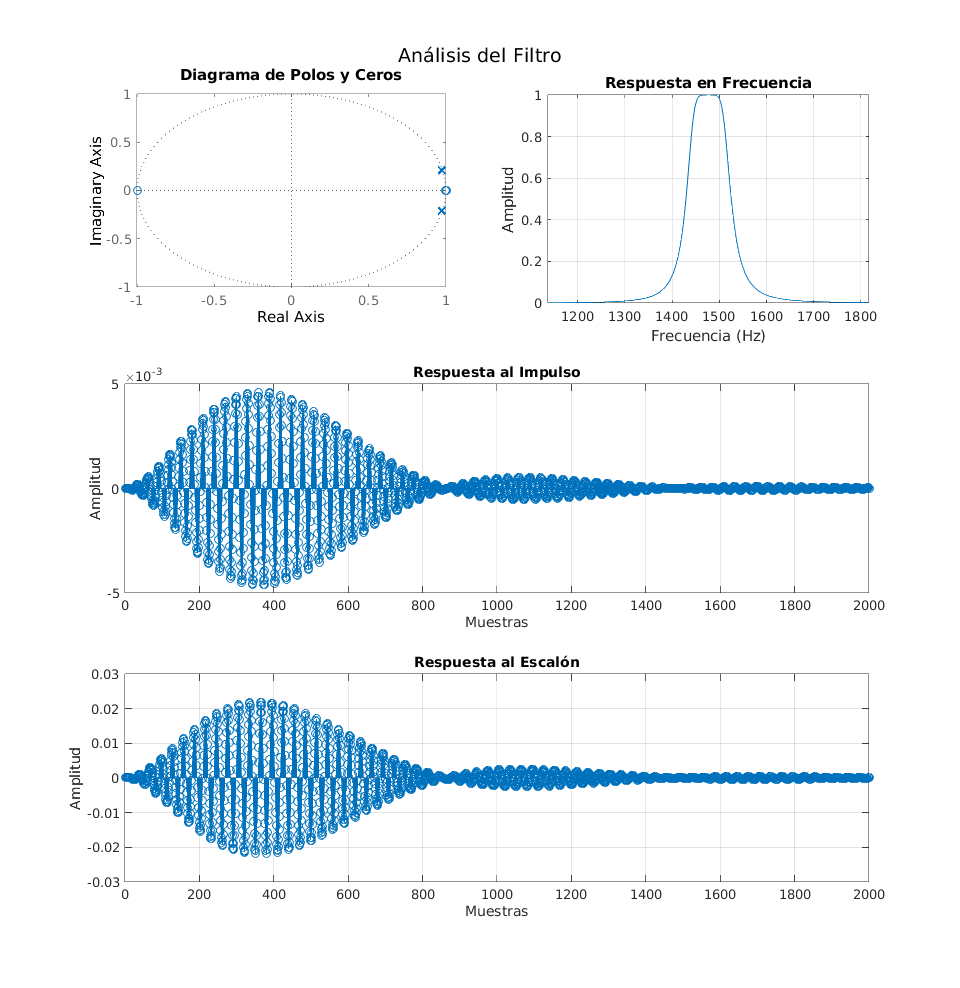 Análisis del Filtro
Diagrama de Polos y Ceros
1
0.5
0
-0.5
-1
Imaginary Axis
-1 -0.5 0 0.5 1
Real Axis
Respuesta en Frecuencia
1
0.8
0.6
0.4
0.2
0
Amplitud
1200 1300 1400 1500 1600 1700 1800
Frecuencia (Hz)
Respuesta al Impulso
×10⁻³
5
0
-5
Amplitud
0 200 400 600 800 1000 1200 1400 1600 1800 2000
Muestras
Respuesta al Escalón
0.03
0.02
0.01
0
-0.01
-0.02
-0.03
Amplitud
0 200 400 600 800 1000 1200 1400 1600 1800 2000
Muestras